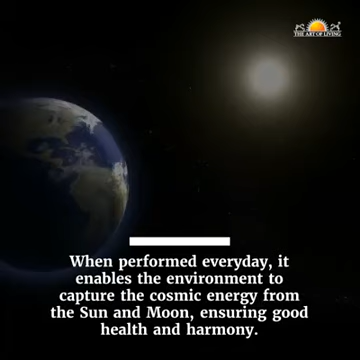 THE ART OF LIVING
When performed everyday, it
enables the environment to
capture the cosmic energy from
the Sun and Moon, ensuring good
health and harmony.